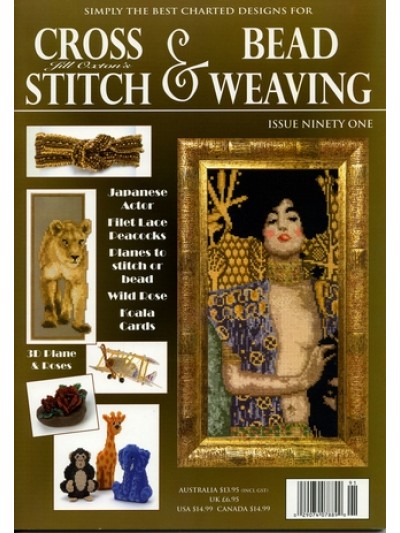 SIMPLY THE BEST CHARTED DESIGNS FOR
CROSS
Jill Oxton's
STITCH
&
BEAD
WEAVING
ISSUE NINETY ONE
Japanese
Actor
Filet Lace
Peacocks
Planes to
stitch or
bead
Wild Rose
Koala
Cards
3D Plane
& Roses
AUSTRALIA $13.95 (INCL GST)
UK £6.95
USA $14.99 CANADA $14.99